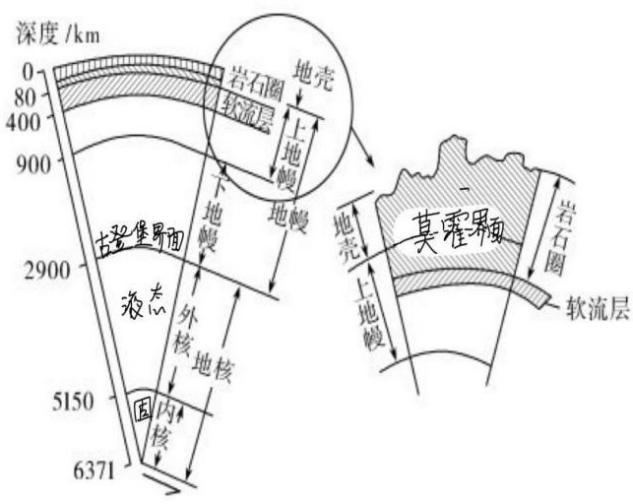 深度/km
0
80
400
900
2900
5150
6371
岩石圈
软流层
地壳
上地幔
下地幔
地幔
古登堡界面
液态
外核
地核
固
内核
地壳
莫霍界面
岩石圈
上地幔
软流层